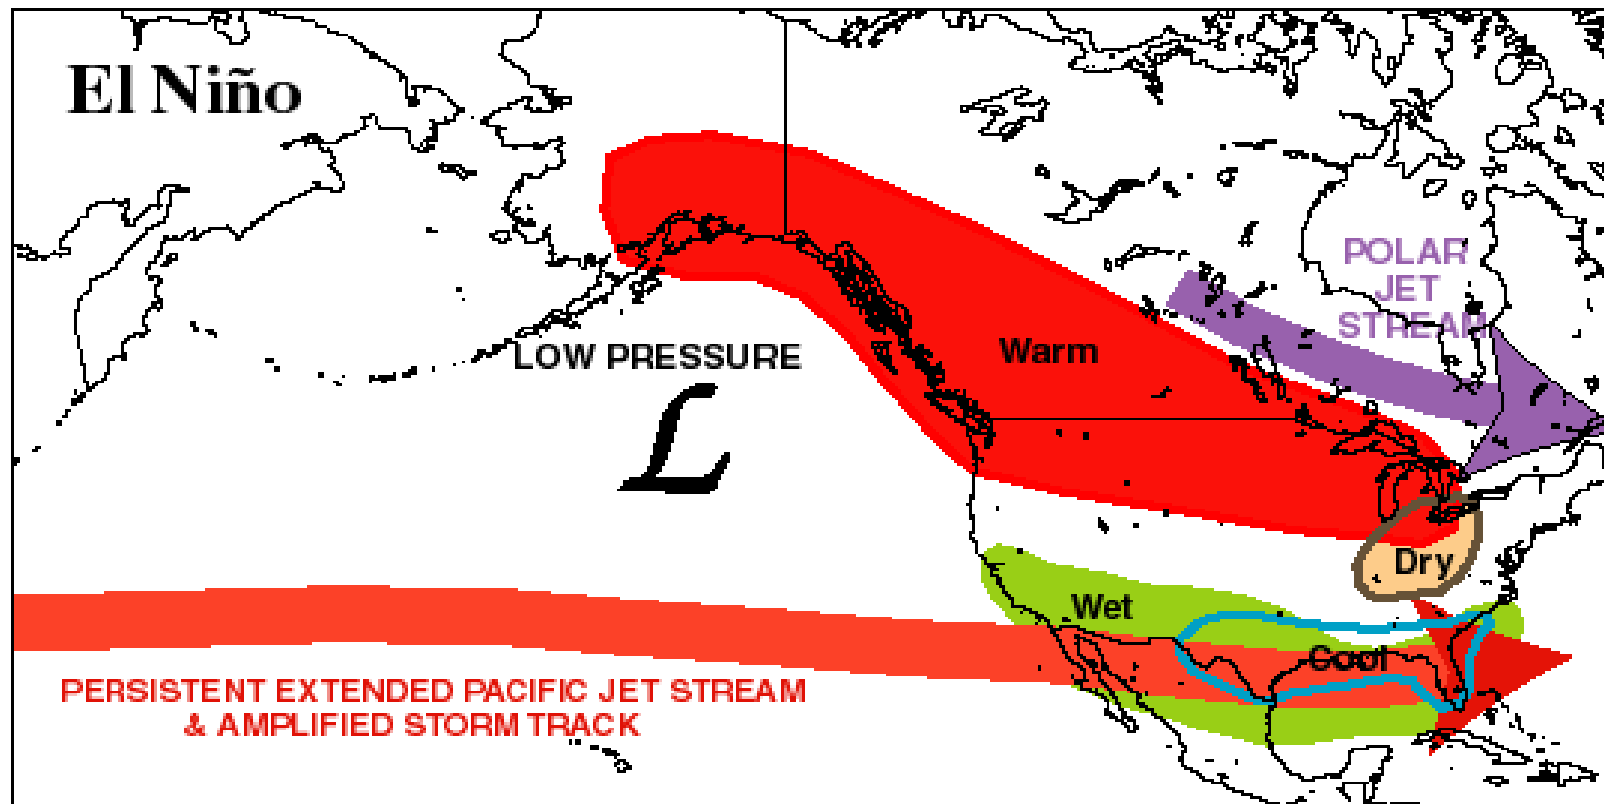 El Niño
POLAR
JET
STREAM
LOW PRESSURE
L
Warm
Dry
Wet
Cool
PERSISTENT EXTENDED PACIFIC JET STREAM
& AMPLIFIED STORM TRACK